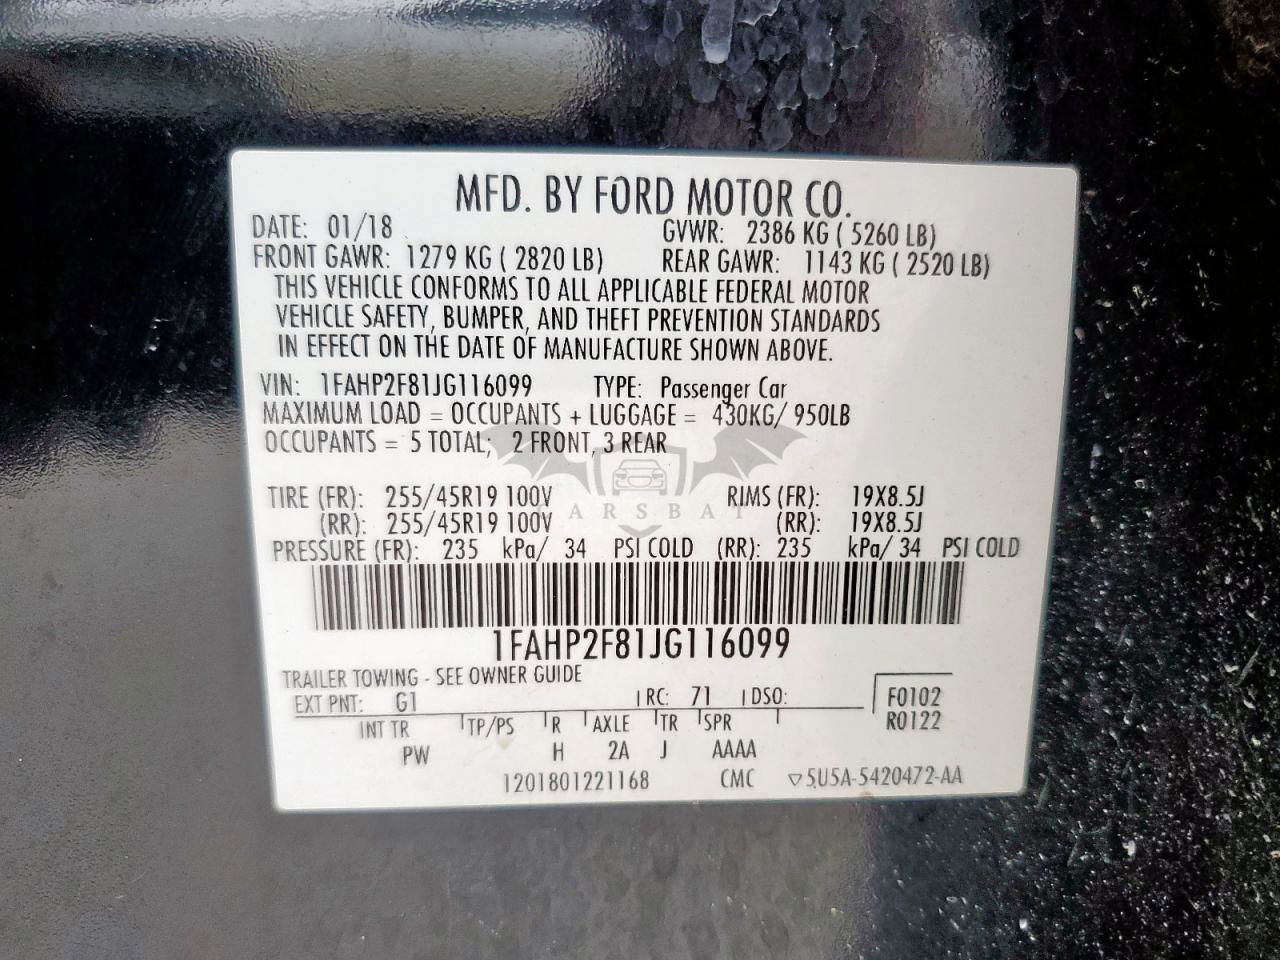 MFD. BY FORD MOTOR CO.
DATE: 01/18 GVWR: 2386 KG ( 5260 LB)
FRONT GAWR: 1279 KG ( 2820 LB) REAR GAWR: 1143 KG ( 2520 LB)
THIS VEHICLE CONFORMS TO ALL APPLICABLE FEDERAL MOTOR
VEHICLE SAFETY, BUMPER, AND THEFT PREVENTION STANDARDS
IN EFFECT ON THE DATE OF MANUFACTURE SHOWN ABOVE.
VIN: 1FAHP2F81JG116099 TYPE: Passenger Car
MAXIMUM LOAD = OCCUPANTS + LUGGAGE = 430KG/ 950LB
OCCUPANTS = 5 TOTAL; 2 FRONT, 3 REAR
TIRE (FR): 255/45R19 100V RIMS (FR): 19X8.5J
CARSBAT
(RR): 255/45R19 100V (RR): 19X8.5J
PRESSURE (FR): 235 kPa/ 34 PSI COLD (RR): 235 kPa/ 34 PSI COLD
1FAHP2F81JG116099
TRAILER TOWING - SEE OWNER GUIDE
EXT PNT: G1 RC: 71 DSO: F0102
INT TR TP/PS R AXLE TR SPR R0122
PW H 2A J AAAA
1201801221168 CMC ▽5U5A-5420472-AA